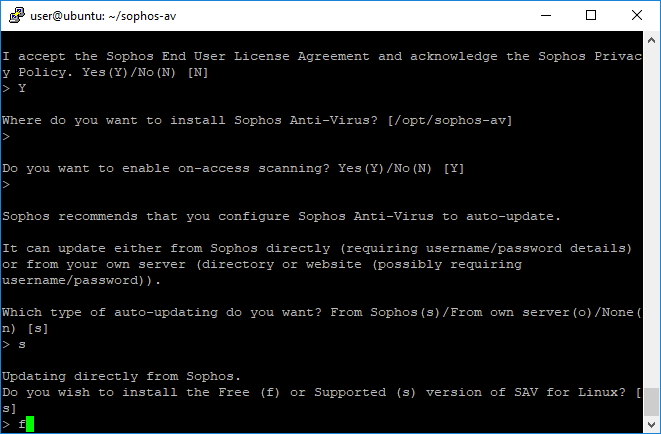 user@ubuntu: ~/sophos-av
I accept the Sophos End User License Agreement and acknowledge the Sophos Privac
y Policy. Yes(Y)/No(N) [N]
> Y
Where do you want to install Sophos Anti-Virus? [/opt/sophos-av]
>
Do you want to enable on-access scanning? Yes(Y)/No(N) [Y]
>
Sophos recommends that you configure Sophos Anti-Virus to auto-update.
It can update either from Sophos directly (requiring username/password details)
or from your own server (directory or website (possibly requiring
username/password)).
Which type of auto-updating do you want? From Sophos(s)/From own server(o)/None(
n) [s]
> s
Updating directly from Sophos.
Do you wish to install the Free (f) or Supported (s) version of SAV for Linux? [
s]
> f